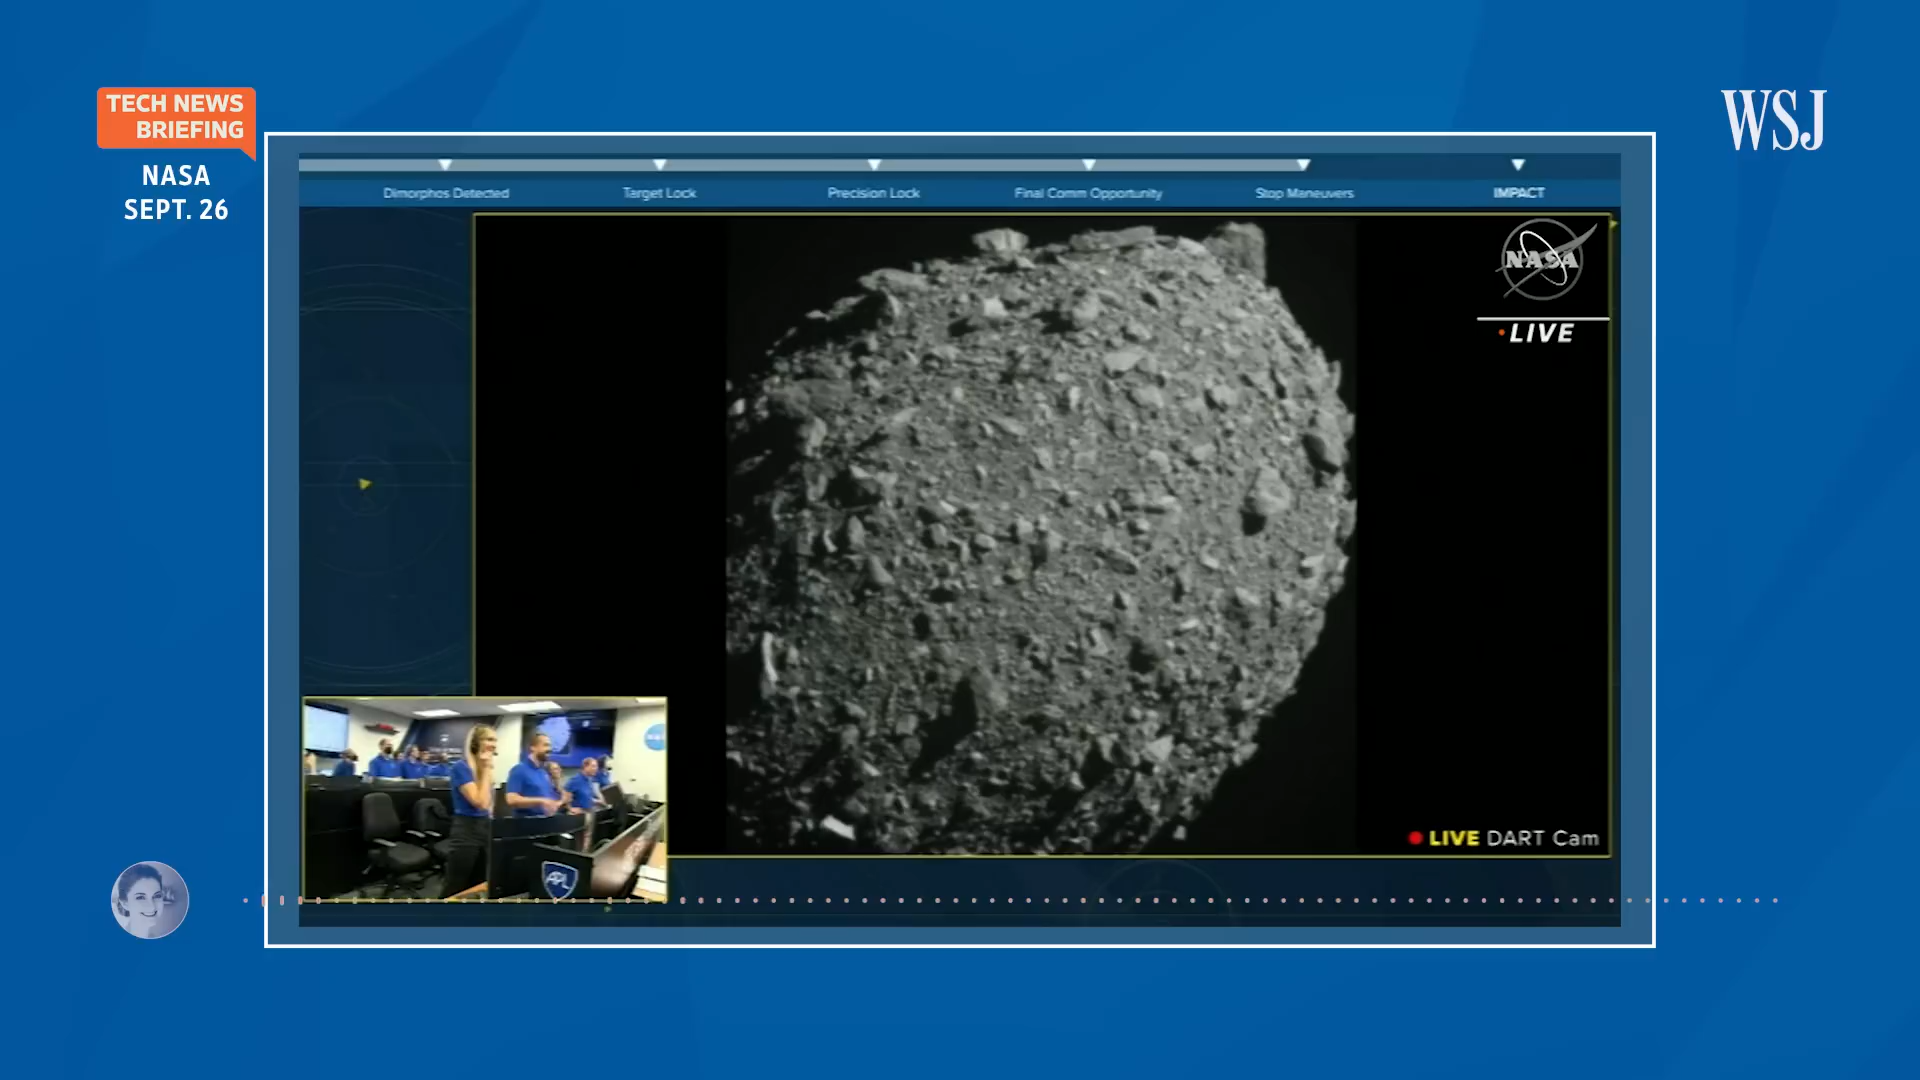 TECH NEWS
BRIEFING
NASA
SEPT. 26
WSJ
Dimorphos Detected
Target Lock
Precision Lock
Final Comm Opportunity
Stop Maneuvers
IMPACT
NASA
LIVE
LIVE DART Cam
APL